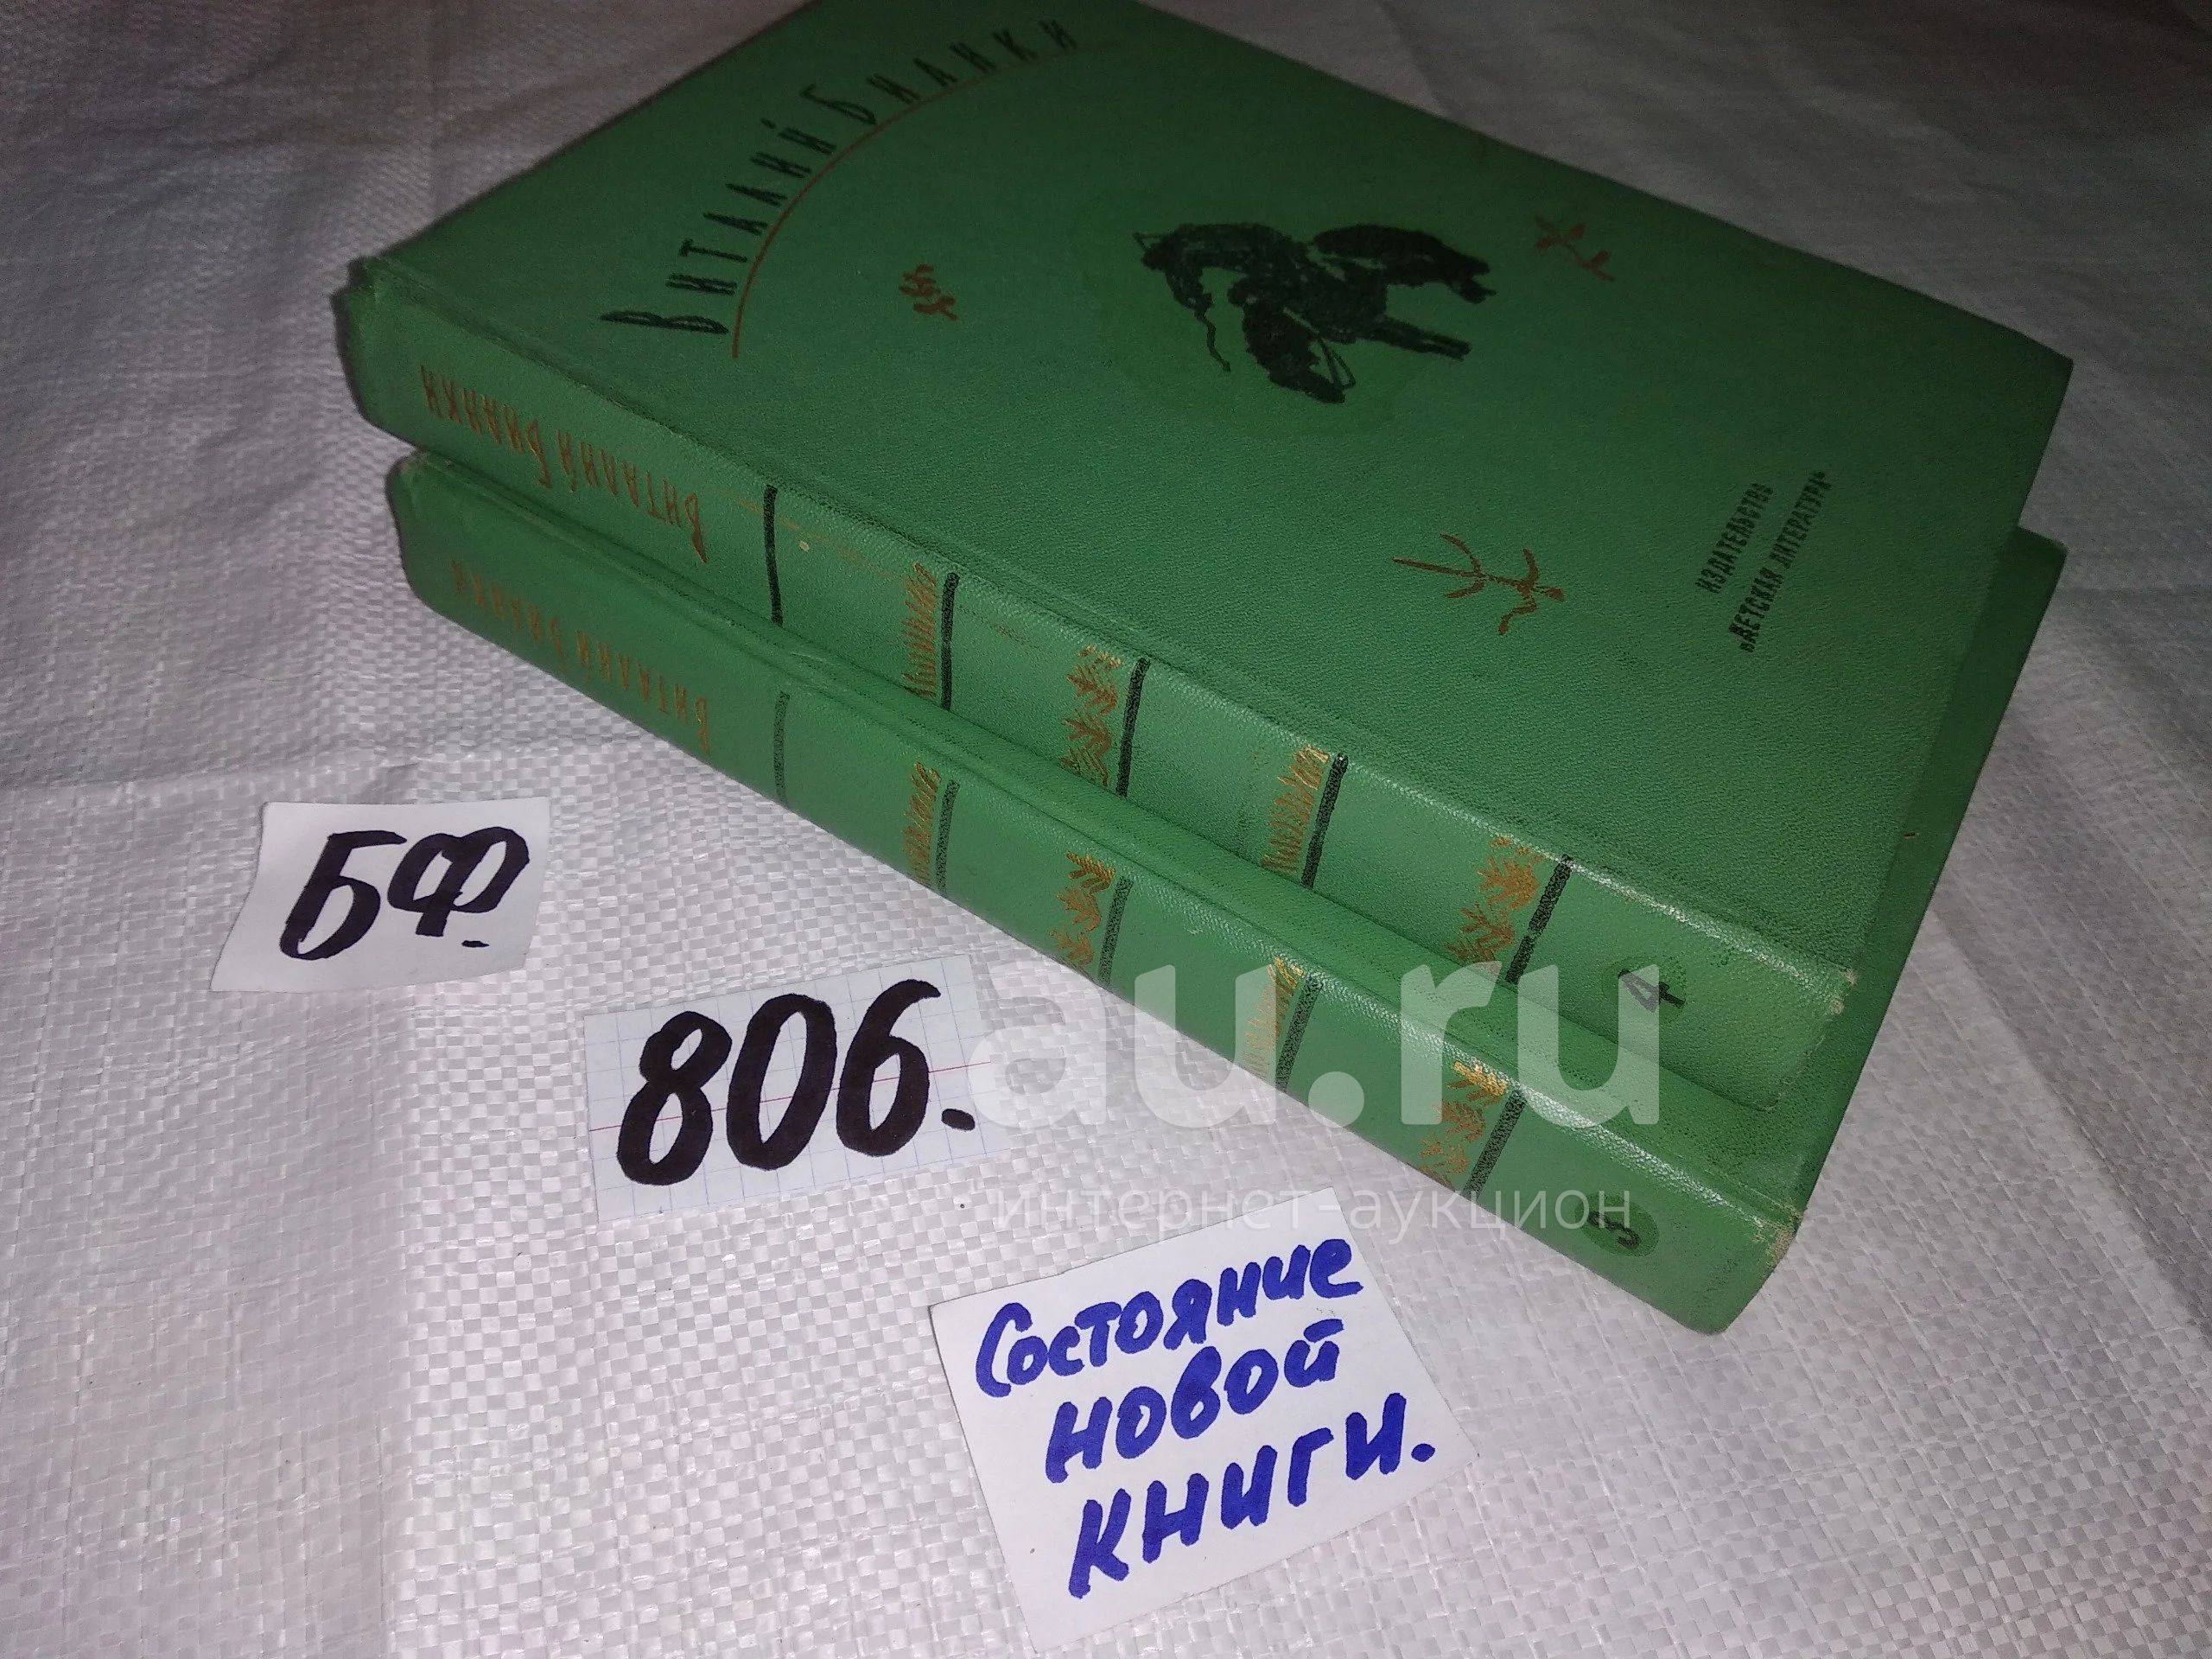 Виталий Бианки
ИЗДАТЕЛЬСТВО
«ДЕТСКАЯ ЛИТЕРАТУРА»
Виталий Бианки
4
Виталий Бианки
3
БФ.
806.
au.ru
интернет-аукцион
Состояние
новой
книги.